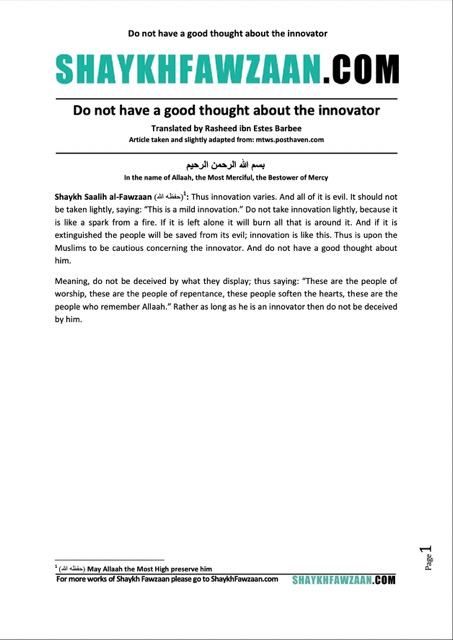 Do not have a good thought about the innovator
SHAYKHFAWZAAN.COM
Do not have a good thought about the innovator
Translated by Rasheed ibn Estes Barbee
Article taken and slightly adapted from: mtws.posthaven.com
بسم الله الرحمن الرحيم
In the name of Allaah, the Most Merciful, the Bestower of Mercy
Shaykh Saalih al-Fawzaan (حفظه الله)1: Thus innovation varies. And all of it is evil. It should not
be taken lightly, saying: "This is a mild innovation." Do not take innovation lightly, because it
is like a spark from a fire. If it is left alone it will burn all that is around it. And if it is
extinguished the people will be saved from its evil; innovation is like this. Thus is upon the
Muslims to be cautious concerning the innovator. And do not have a good thought about
him.
Meaning, do not be deceived by what they display; thus saying: "These are the people of
worship, these are the people of repentance, these people soften the hearts, these are the
people who remember Allaah." Rather as long as he is an innovator then do not be deceived
by him.
Page 1
1 (حفظه الله) May Allaah the Most High preserve him
For more works of Shaykh Fawzaan please go to ShaykhFawzaan.com SHAYKHFAWZAAN.COM